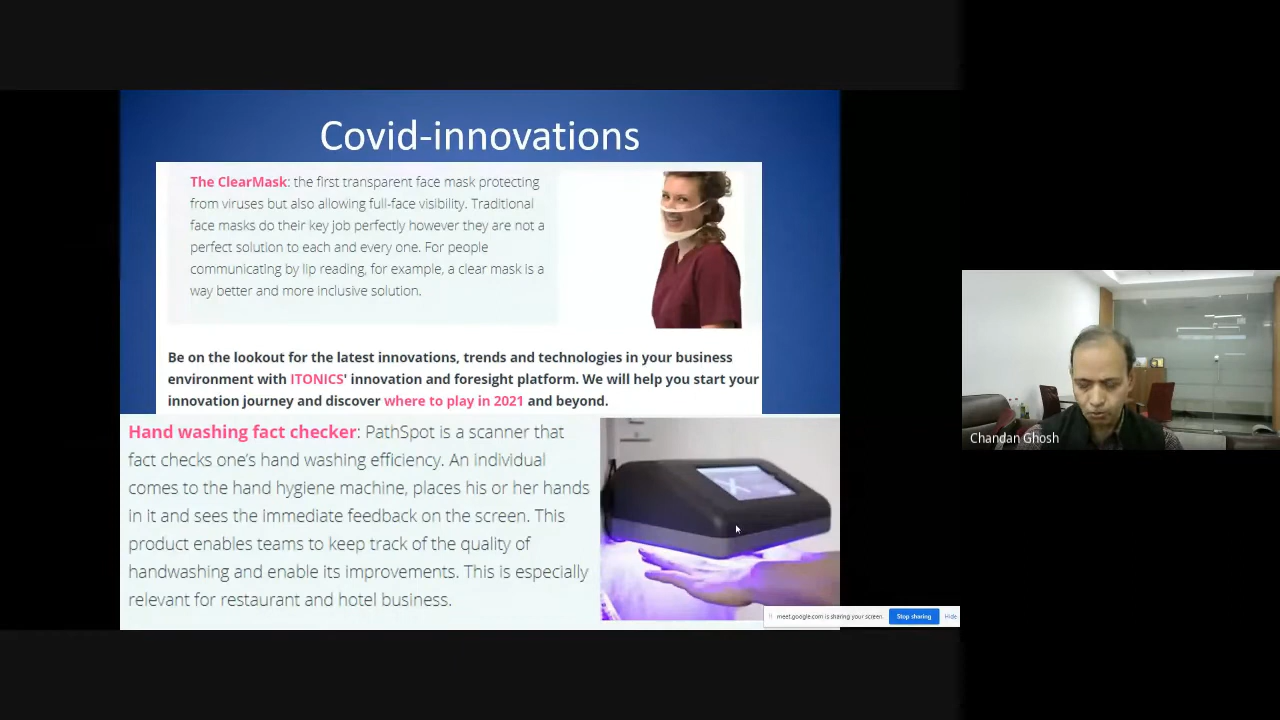 Covid-innovations
The ClearMask: the first transparent face mask protecting
from viruses but also allowing full-face visibility. Traditional
face masks do their key job perfectly however they are not a
perfect solution to each and every one. For people
communicating by lip reading, for example, a clear mask is a
way better and more inclusive solution.
Be on the lookout for the latest innovations, trends and technologies in your business
environment with ITONICS' innovation and foresight platform. We will help you start your
innovation journey and discover where to play in 2021 and beyond.
Hand washing fact checker: PathSpot is a scanner that
fact checks one's hand washing efficiency. An individual
comes to the hand hygiene machine, places his or her hands
in it and sees the immediate feedback on the screen. This
product enables teams to keep track of the quality of
handwashing and enable its improvements. This is especially
relevant for restaurant and hotel business.
meet.google.com is sharing your screen.
Stop sharing
Hide
Chandan Ghosh